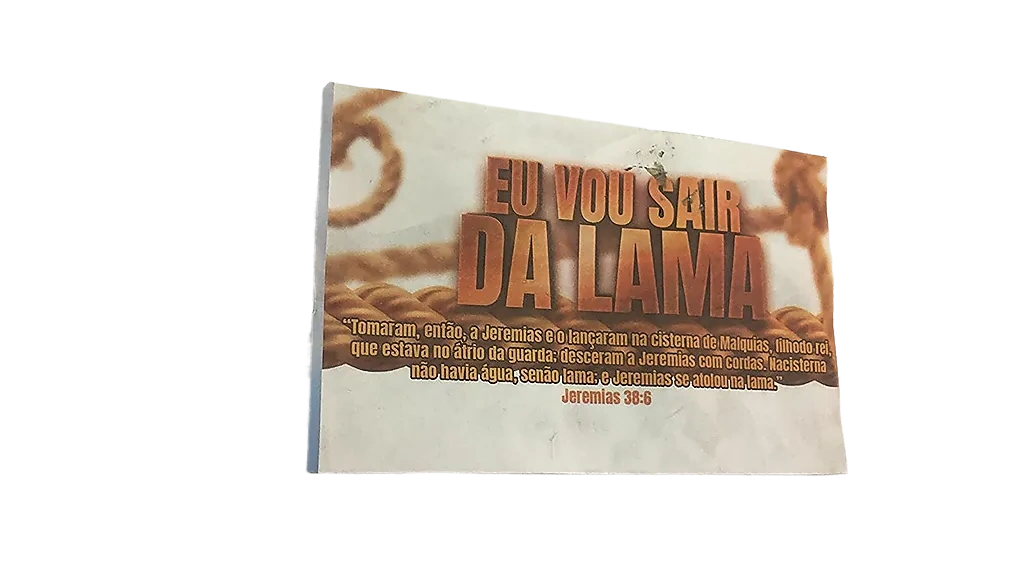 EU VOU SAIR
DA LAMA
“Tomaram, então, a Jeremias e o lançaram na cisterna de Malquias, filhodo rei,
que estava no átrio da guarda; desceram a Jeremias com cordas. Nacisterna
não havia água, senão lama; e Jeremias se atolou na lama.”
Jeremias 38:6